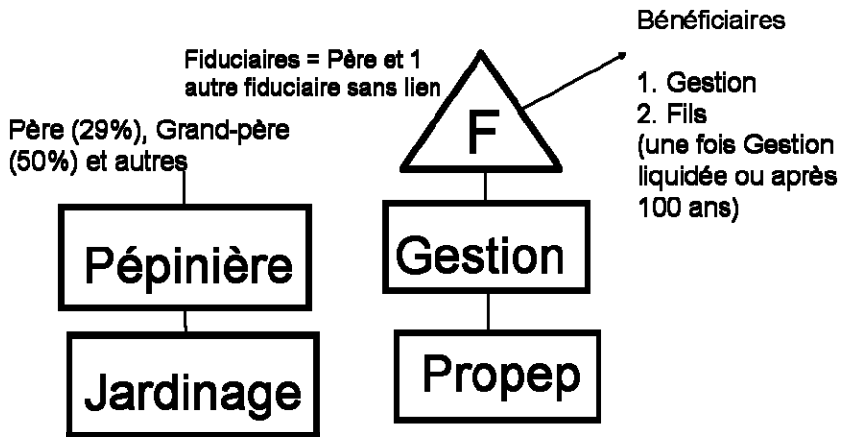 Bénéficiaires
Fiduciaires = Père et 1
autre fiduciaire sans lien
1. Gestion
2. Fils
(une fois Gestion
liquidée ou après
100 ans)
F
Père (29%), Grand-père
(50%) et autres
Pépinière
Gestion
Jardinage
Propep